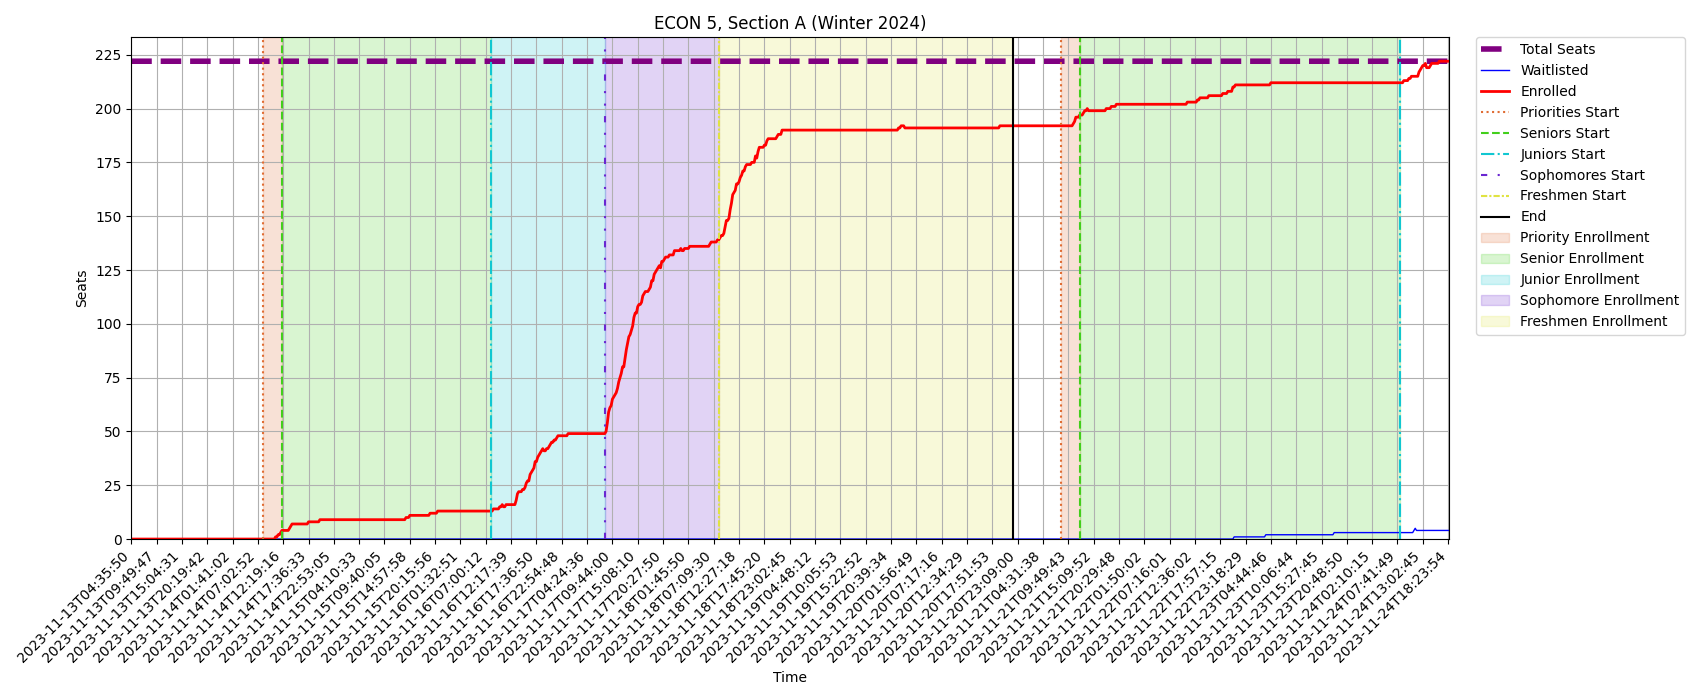 ECON 5, Section A (Winter 2024)
Seats
225
200
175
150
125
100
75
50
25
0
2023-11-13T04:35:50
2023-11-13T09:49:47
2023-11-13T15:04:31
2023-11-13T20:19:42
2023-11-14T01:41:02
2023-11-14T07:02:52
2023-11-14T12:19:16
2023-11-14T17:36:33
2023-11-14T22:53:05
2023-11-15T04:10:33
2023-11-15T09:40:05
2023-11-15T14:57:58
2023-11-15T20:15:56
2023-11-16T01:32:51
2023-11-16T07:00:12
2023-11-16T12:17:39
2023-11-16T17:36:50
2023-11-16T22:54:48
2023-11-17T04:24:36
2023-11-17T09:44:00
2023-11-17T15:08:10
2023-11-17T20:27:50
2023-11-18T01:45:50
2023-11-18T07:09:30
2023-11-18T12:27:18
2023-11-18T17:45:20
2023-11-18T23:02:45
2023-11-19T04:48:12
2023-11-19T10:05:53
2023-11-19T15:22:52
2023-11-19T20:39:34
2023-11-20T01:56:49
2023-11-20T07:17:16
2023-11-20T12:34:29
2023-11-20T17:51:53
2023-11-20T23:09:00
2023-11-21T04:31:38
2023-11-21T09:49:43
2023-11-21T15:09:52
2023-11-21T20:29:48
2023-11-22T01:50:02
2023-11-22T07:16:01
2023-11-22T12:36:02
2023-11-22T17:57:15
2023-11-22T23:18:29
2023-11-23T04:44:46
2023-11-23T10:06:44
2023-11-23T15:27:45
2023-11-23T20:48:50
2023-11-24T02:10:15
2023-11-24T07:41:49
2023-11-24T13:02:45
2023-11-24T18:23:54
Time
Total Seats
Waitlisted
Enrolled
Priorities Start
Seniors Start
Juniors Start
Sophomores Start
Freshmen Start
End
Priority Enrollment
Senior Enrollment
Junior Enrollment
Sophomore Enrollment
Freshmen Enrollment